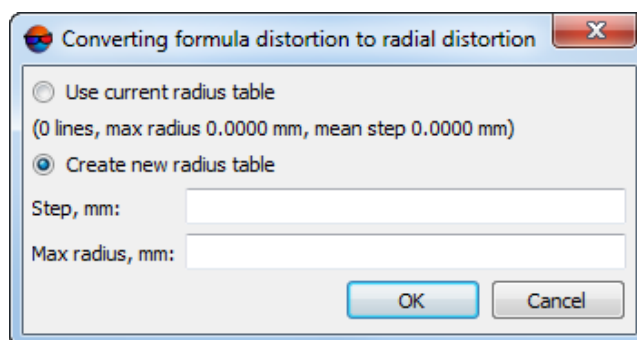 Converting formula distortion to radial distortion
Use current radius table
(0 lines, max radius 0.0000 mm, mean step 0.0000 mm)
Create new radius table
Step, mm:
Max radius, mm:
OK Cancel